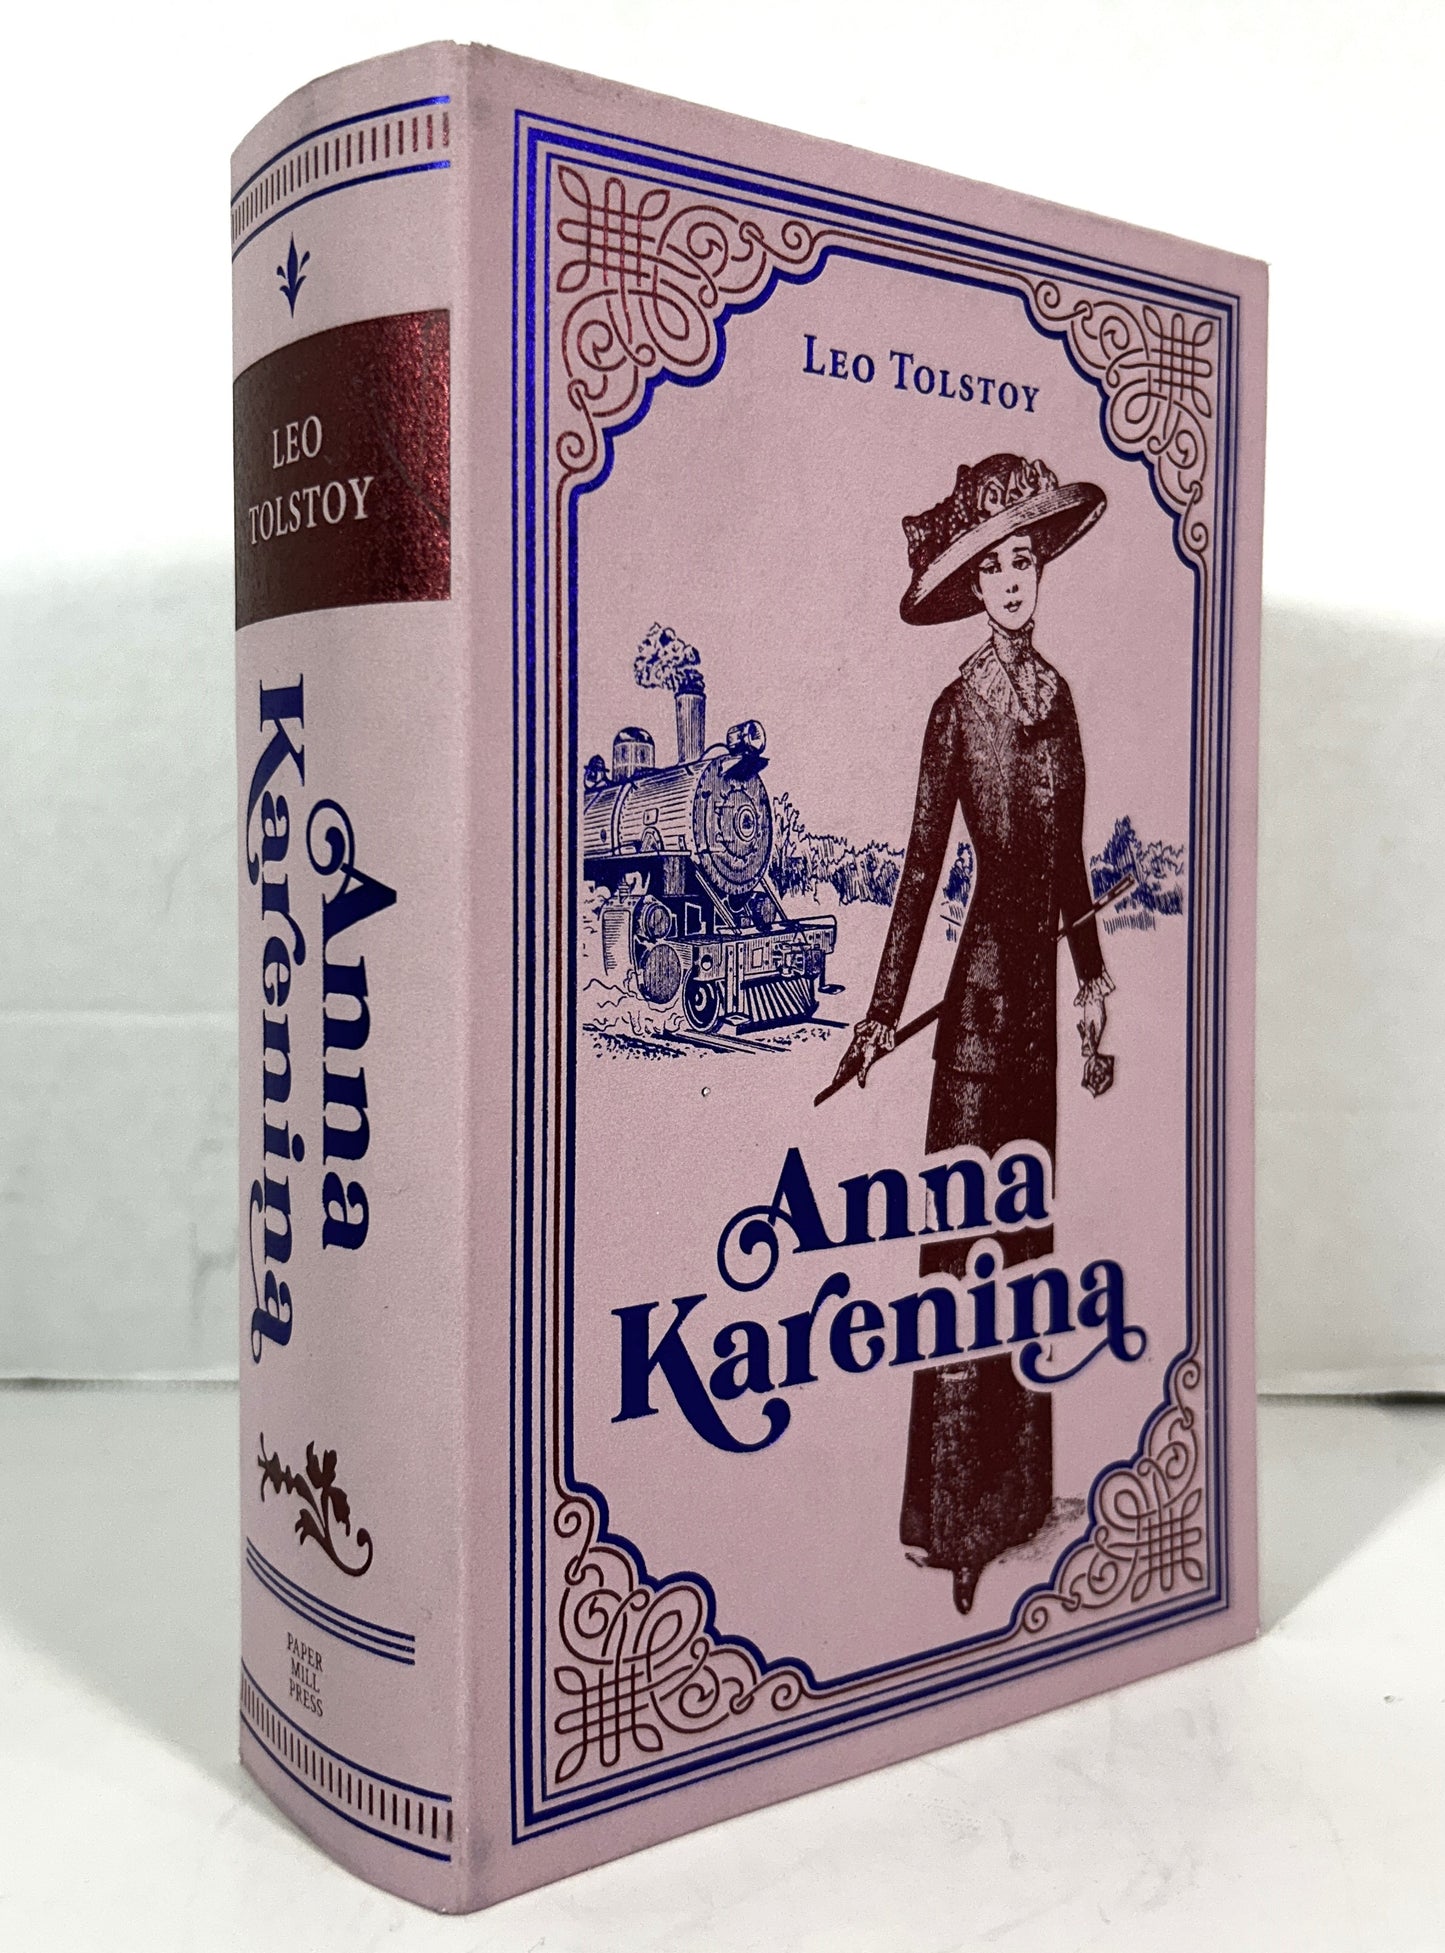 LEO
TOLSTOY
Anna
Karenina
PAPER
MILL
PRESS
LEO TOLSTOY
Anna
Karenina